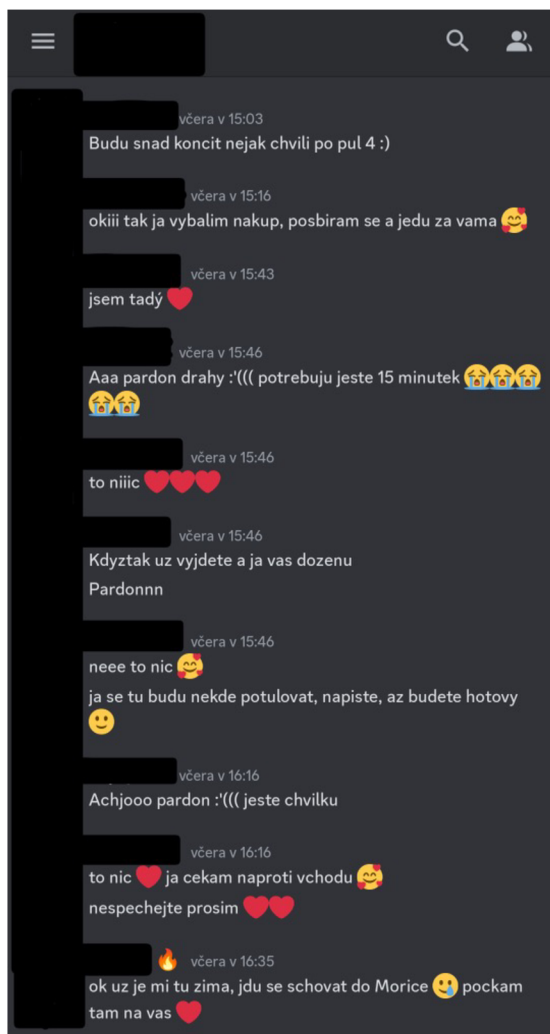 včera v 15:03
Budu snad koncit nejak chvili po pul 4 :)
včera v 15:16
okiii tak ja vybalim nakup, posbiram se a jedu za vama 🥰
včera v 15:43
jsem tadý ❤️
včera v 15:46
Aaa pardon drahy :'((( potrebuju jeste 15 minutek 😭😭😭
😭😭
včera v 15:46
to niiic ❤️❤️❤️
včera v 15:46
Kdyztak uz vyjdete a ja vas dozenu
Pardonnn
včera v 15:46
neee to nic 🥰
ja se tu budu nekde potulovat, napiste, az budete hotovy
🙂
včera v 16:16
Achjooo pardon :'((( jeste chvilku
včera v 16:16
to nic ❤️ ja cekam naproti vchodu 🥰
nespechejte prosim ❤️❤️
🔥 včera v 16:35
ok uz je mi tu zima, jdu se schovat do Morice 🥲 pockam
tam na vas ❤️